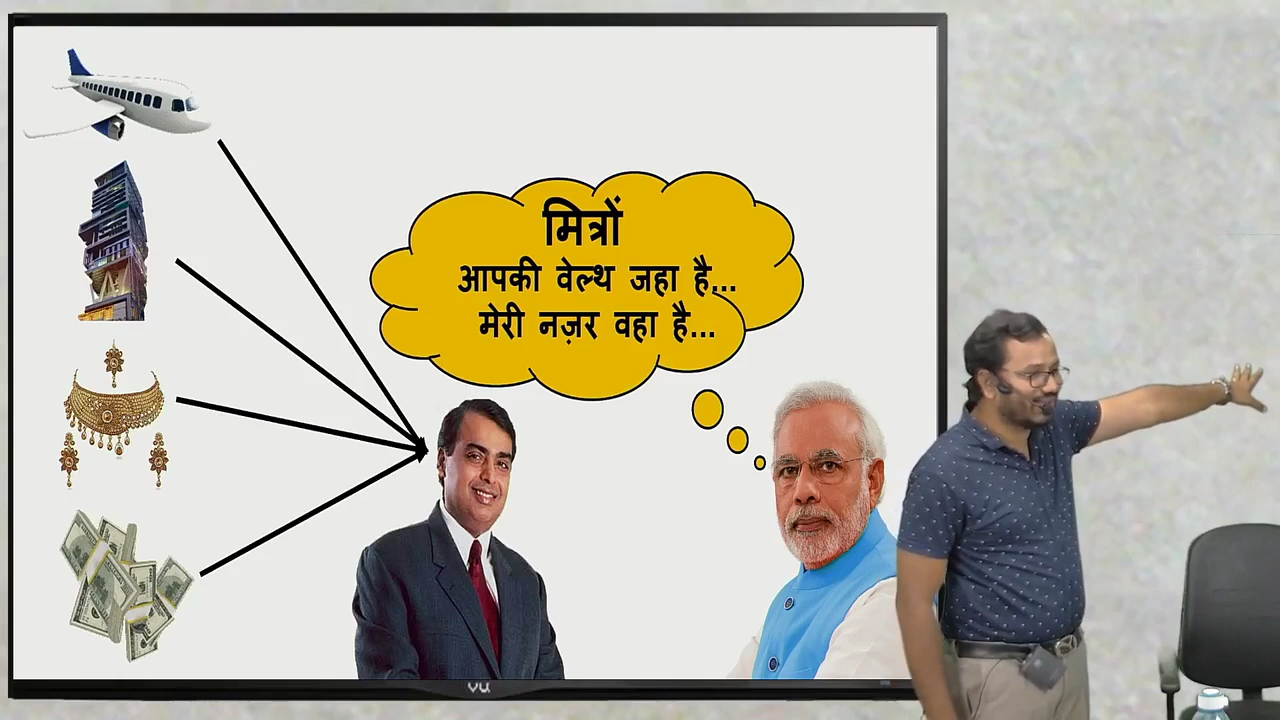 मित्रों
आपकी वेल्थ जहा है...
मेरी नज़र वहा है...
vu